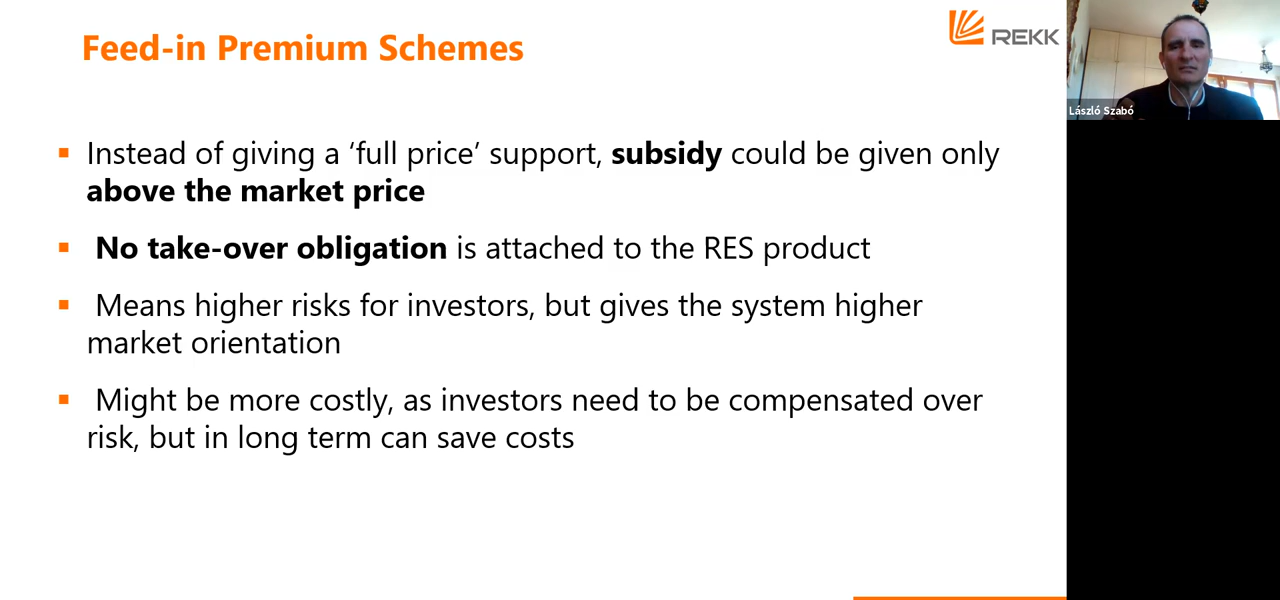 Feed-in Premium Schemes
REKK
László Szabó
▪ Instead of giving a ‘full price’ support, subsidy could be given only
above the market price
▪ No take-over obligation is attached to the RES product
▪ Means higher risks for investors, but gives the system higher
market orientation
▪ Might be more costly, as investors need to be compensated over
risk, but in long term can save costs